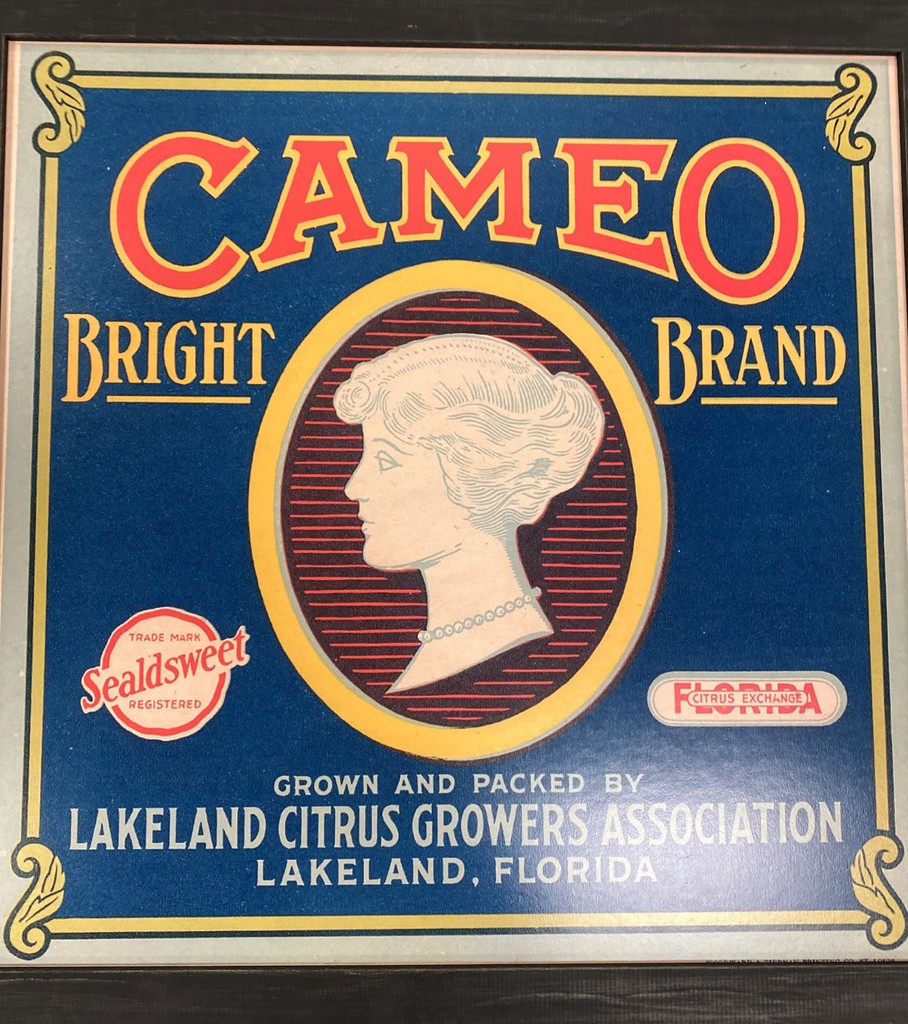 CAMEO
BRIGHT BRAND
TRADE MARK
Sealdsweet
REGISTERED
FLORIDA
CITRUS EXCHANGE
GROWN AND PACKED BY
LAKELAND CITRUS GROWERS ASSOCIATION
LAKELAND, FLORIDA